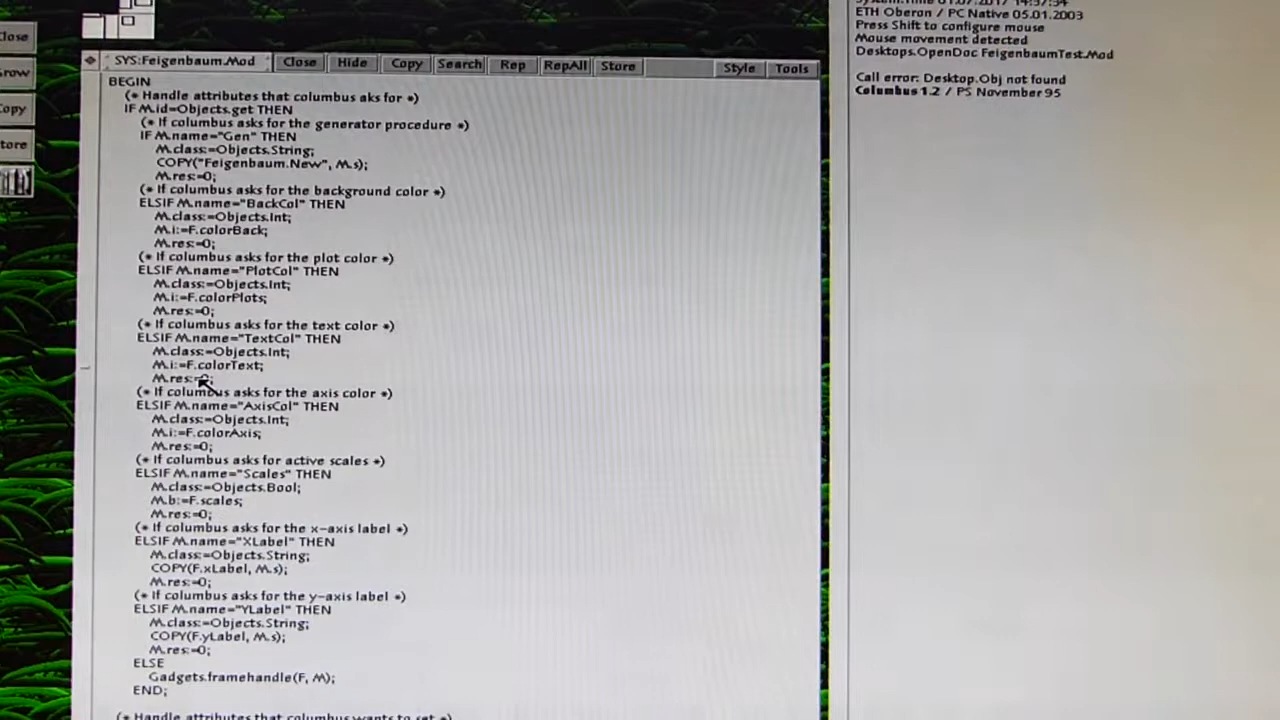 Close
Grow
Copy
Store
SYS:Feigenbaum.Mod Close Hide Copy Search Rep RepAll Store Style Tools
BEGIN
(* Handle attributes that columbus aks for *)
IF M.id=Objects.get THEN
(* If columbus asks for the generator procedure *)
IF M.name="Gen" THEN
M.class:=Objects.String;
COPY("Feigenbaum.New", M.s);
M.res:=0;
(* If columbus asks for the background color *)
ELSIF M.name="BackCol" THEN
M.class:=Objects.Int;
M.i:=F.colorBack;
M.res:=0;
(* If columbus asks for the plot color *)
ELSIF M.name="PlotCol" THEN
M.class:=Objects.Int;
M.i:=F.colorPlots;
M.res:=0;
(* If columbus asks for the text color *)
ELSIF M.name="TextCol" THEN
M.class:=Objects.Int;
M.i:=F.colorText;
M.res:=0;
(* If columbus asks for the axis color *)
ELSIF M.name="AxisCol" THEN
M.class:=Objects.Int;
M.i:=F.colorAxis;
M.res:=0;
(* If columbus asks for active scales *)
ELSIF M.name="Scales" THEN
M.class:=Objects.Bool;
M.b:=F.scales;
M.res:=0;
(* If columbus asks for the x-axis label *)
ELSIF M.name="XLabel" THEN
M.class:=Objects.String;
COPY(F.xLabel, M.s);
M.res:=0;
(* If columbus asks for the y-axis label *)
ELSIF M.name="YLabel" THEN
M.class:=Objects.String;
COPY(F.yLabel, M.s);
M.res:=0;
ELSE
Gadgets.framehandle(F, M);
END;
(* Handle attributes that columbus wants to set *)
ETH Oberon / PC Native 05.01.2003
Press Shift to configure mouse
Mouse movement detected
Desktops.OpenDoc FeigenbaumTest.Mod
Call error: Desktop.Obj not found
Columbus 1.2 / PS November 95